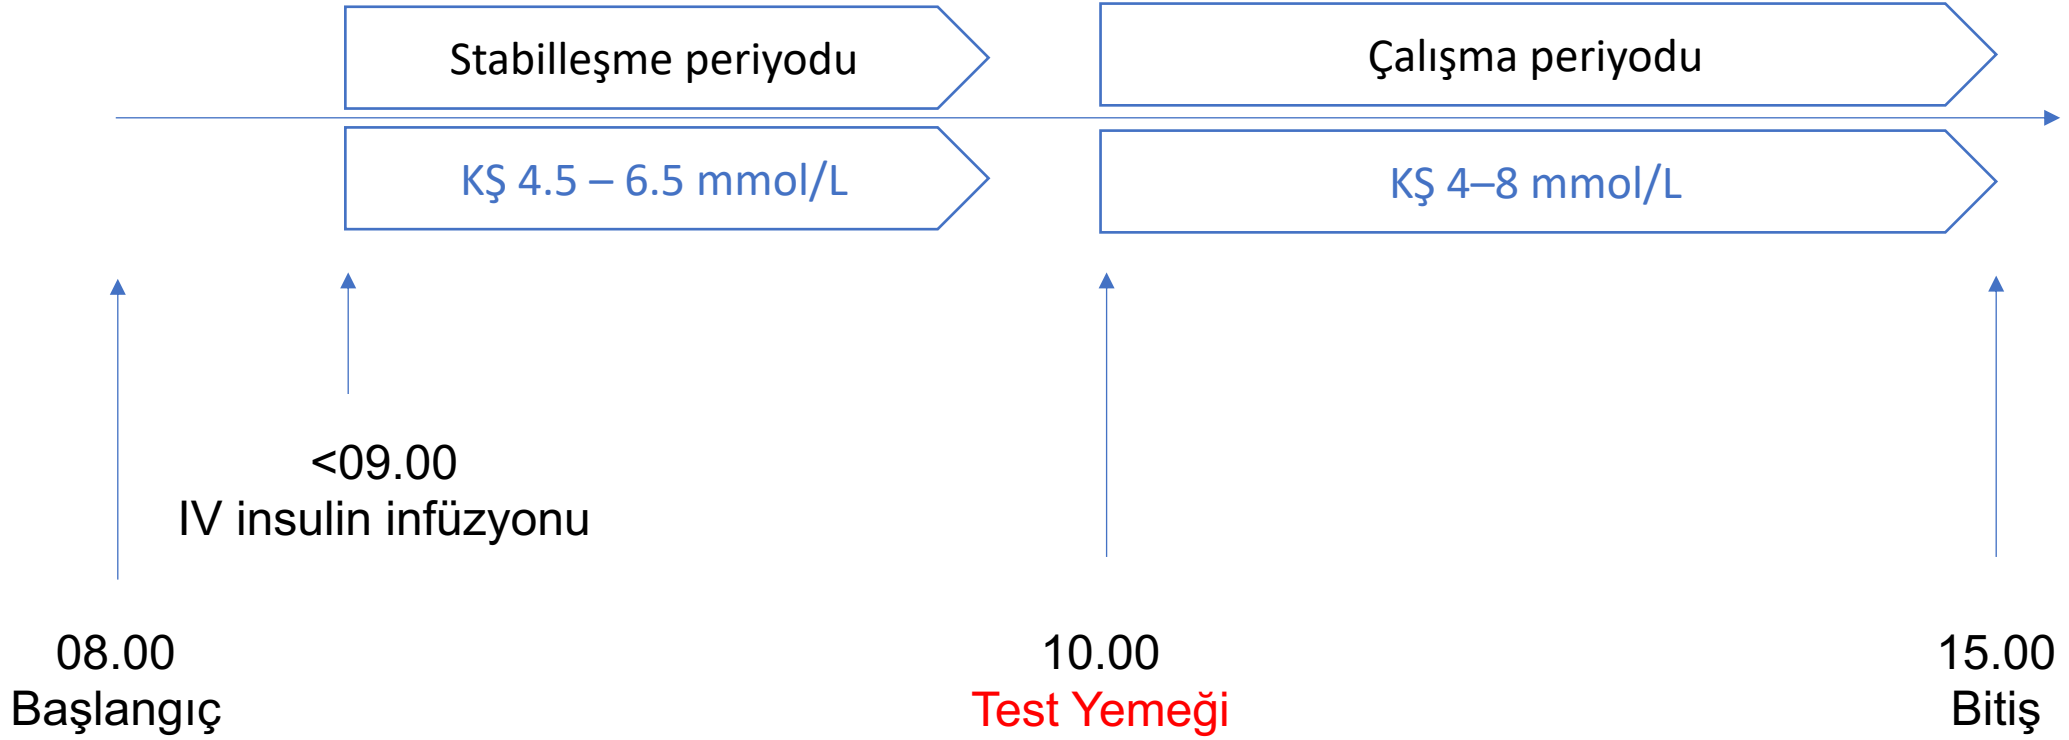 Stabilleşme periyodu
Çalışma periyodu
KŞ 4.5 – 6.5 mmol/L
KŞ 4–8 mmol/L
<09.00
IV insulin infüzyonu
08.00
Başlangıç
10.00
Test Yemeği
15.00
Bitiş